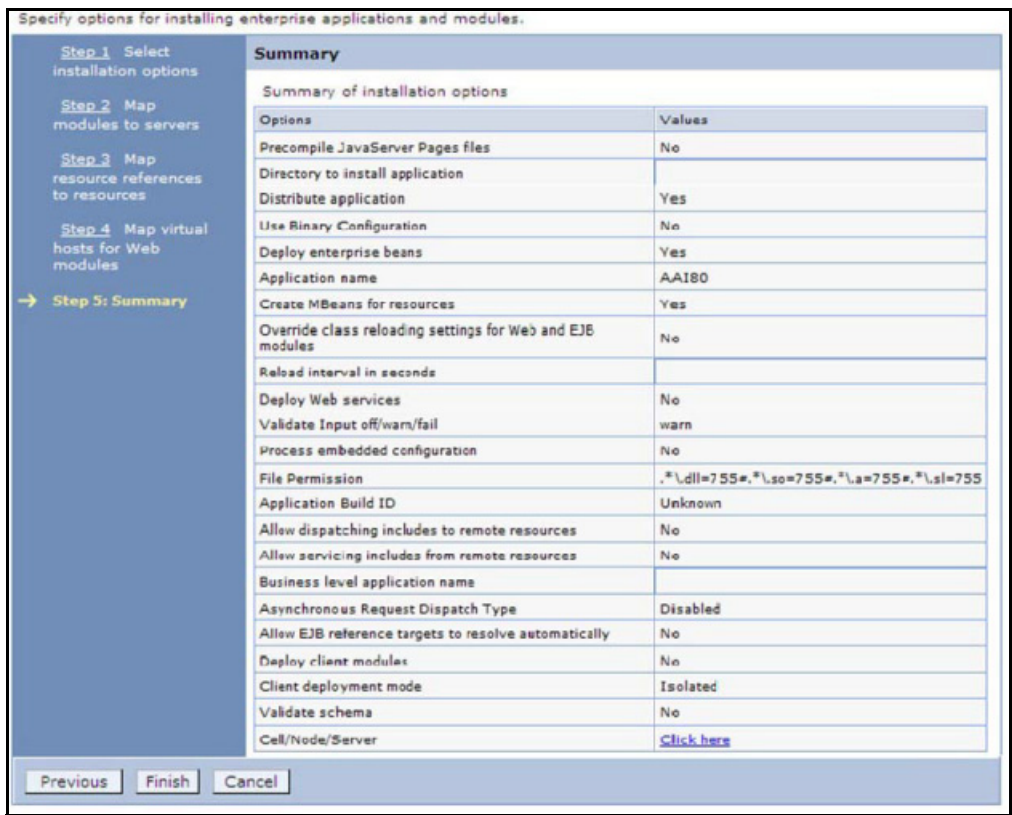 Specify options for installing enterprise applications and modules.
Step 1 Select
installation options
Step 2 Map
modules to servers
Step 3 Map
resource references
to resources
Step 4 Map virtual
hosts for Web
modules
Step 5: Summary
Summary
Summary of installation options
Options Values
Precompile JavaServer Pages files No
Directory to install application
Distribute application Yes
Use Binary Configuration No
Deploy enterprise beans Yes
Application name AAI80
Create MBeans for resources Yes
Override class reloading settings for Web and EJB
modules No
Reload interval in seconds
Deploy Web services No
Validate Input off/warn/fail warn
Process embedded configuration No
File Permission .*\.dll=755#.*\.so=755#.*\.a=755#.*\.sl=755
Application Build ID Unknown
Allow dispatching includes to remote resources No
Allow servicing includes from remote resources No
Business level application name
Asynchronous Request Dispatch Type Disabled
Allow EJB reference targets to resolve automatically No
Deploy client modules No
Client deployment mode Isolated
Validate schema No
Cell/Node/Server Click here
Previous Finish Cancel